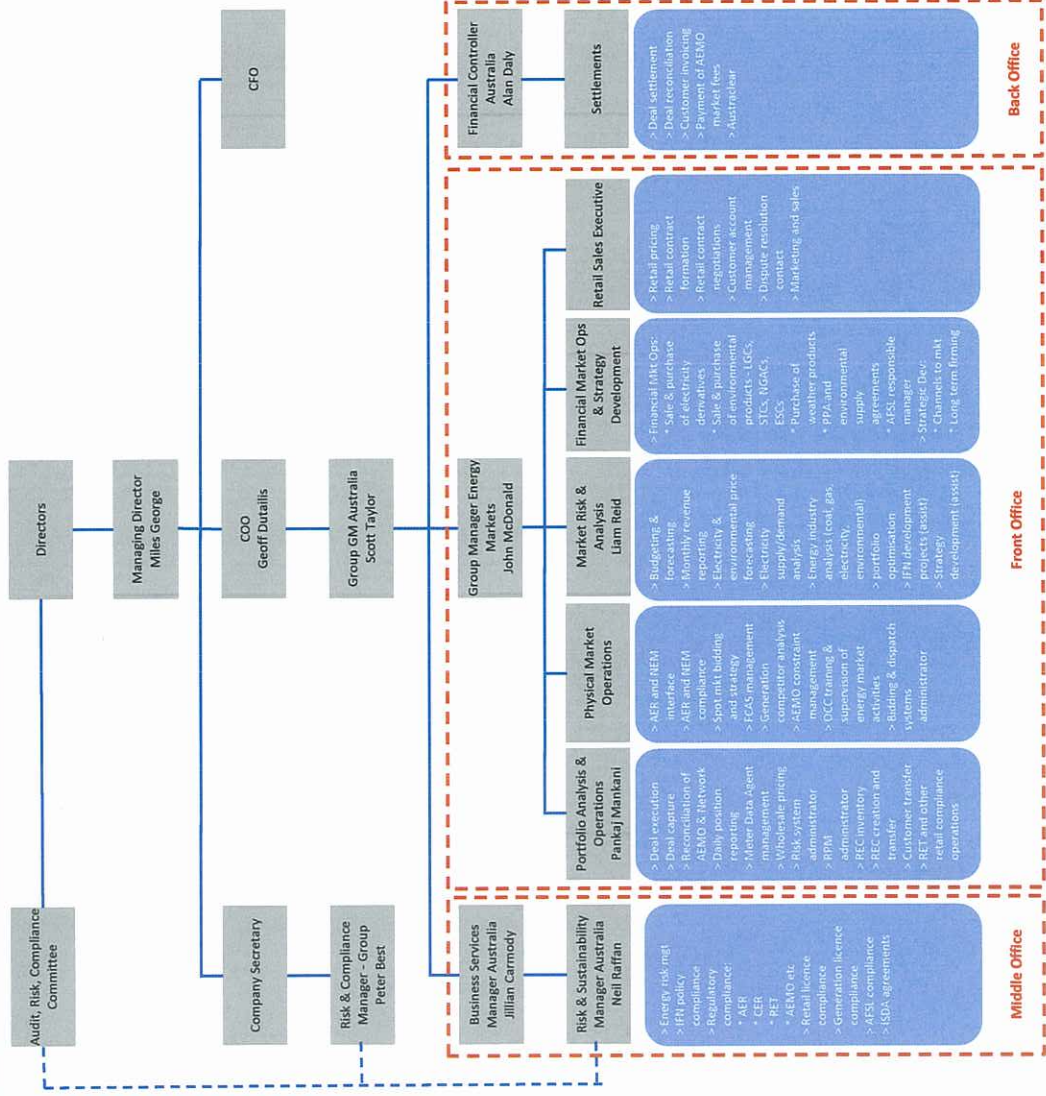 Directors
Audit, Risk, Compliance
Committee
Managing Director
Miles George
Company Secretary
COO
Geoff Dutaillis
CFO
Risk & Compliance
Manager - Group
Peter Best
Group GM Australia
Scott Taylor
Business Services
Manager Australia
Jillian Carmody
Group Manager Energy
Markets
John McDonald
Financial Controller
Australia
Alan Daly
Risk & Sustainability
Manager Australia
Neil Raffan
Portfolio Analysis &
Operations
Pankaj Mankani
Physical Market
Operations
Market Risk &
Analysis
Liam Reid
Financial Market Ops
& Strategy
Development
Retail Sales Executive
Settlements
> Energy risk mgt
> IFN policy
compliance
> Regulatory
compliance:
* AER
* CER
* RET
* AEMO etc
> Retail licence
compliance
> Generation licence
compliance
> AFSL compliance
> ISDA agreements
> Deal execution
> Deal capture
> Reconciliation of
AEMO & Network
> Daily position
reporting
> Meter Data Agent
management
> Wholesale pricing
> Risk system
administrator
> RPM
administrator
> REC inventory
> REC creation and
transfer
> Customer transfer
> RET and other
retail compliance
operations
> AER and NEM
interface
> AER and NEM
compliance
> Spot mkt bidding
and strategy
> FCAS management
> Generation
competitor analysis
> AEMO constraint
management
> OCC training &
supervision of
energy market
activities
> Bidding & dispatch
systems
administrator
> Budgeting &
forecasting
> Monthly revenue
reporting
> Electricity &
environmental price
forecasting
> Electricity
supply/demand
analysis
> Energy industry
analysis (coal, gas,
electricity,
environmental)
> portfolio
optimisation
> IFN development
projects (assist)
> Strategy
development (assist)
> Financial Mkt Ops:
* Sale & purchase
of electricity
derivatives
* Sale & purchase
of environmental
products - LGCs,
STCs, NGACs,
ESCs
* Purchase of
weather products
* PPA and
environmental
supply
agreements
* AFSL responsible
manager
> Strategic Dev:
* Channels to mkt
* Long term firming
> Retail pricing
> Retail contract
formation
> Retail contract
negotiations
> Customer account
management
> Dispute resolution
contact
> Marketing and sales
> Deal settlement
> Deal reconciliation
> Customer invoicing
> Payment of AEMO
market fees
> Austraclear
Middle Office
Front Office
Back Office